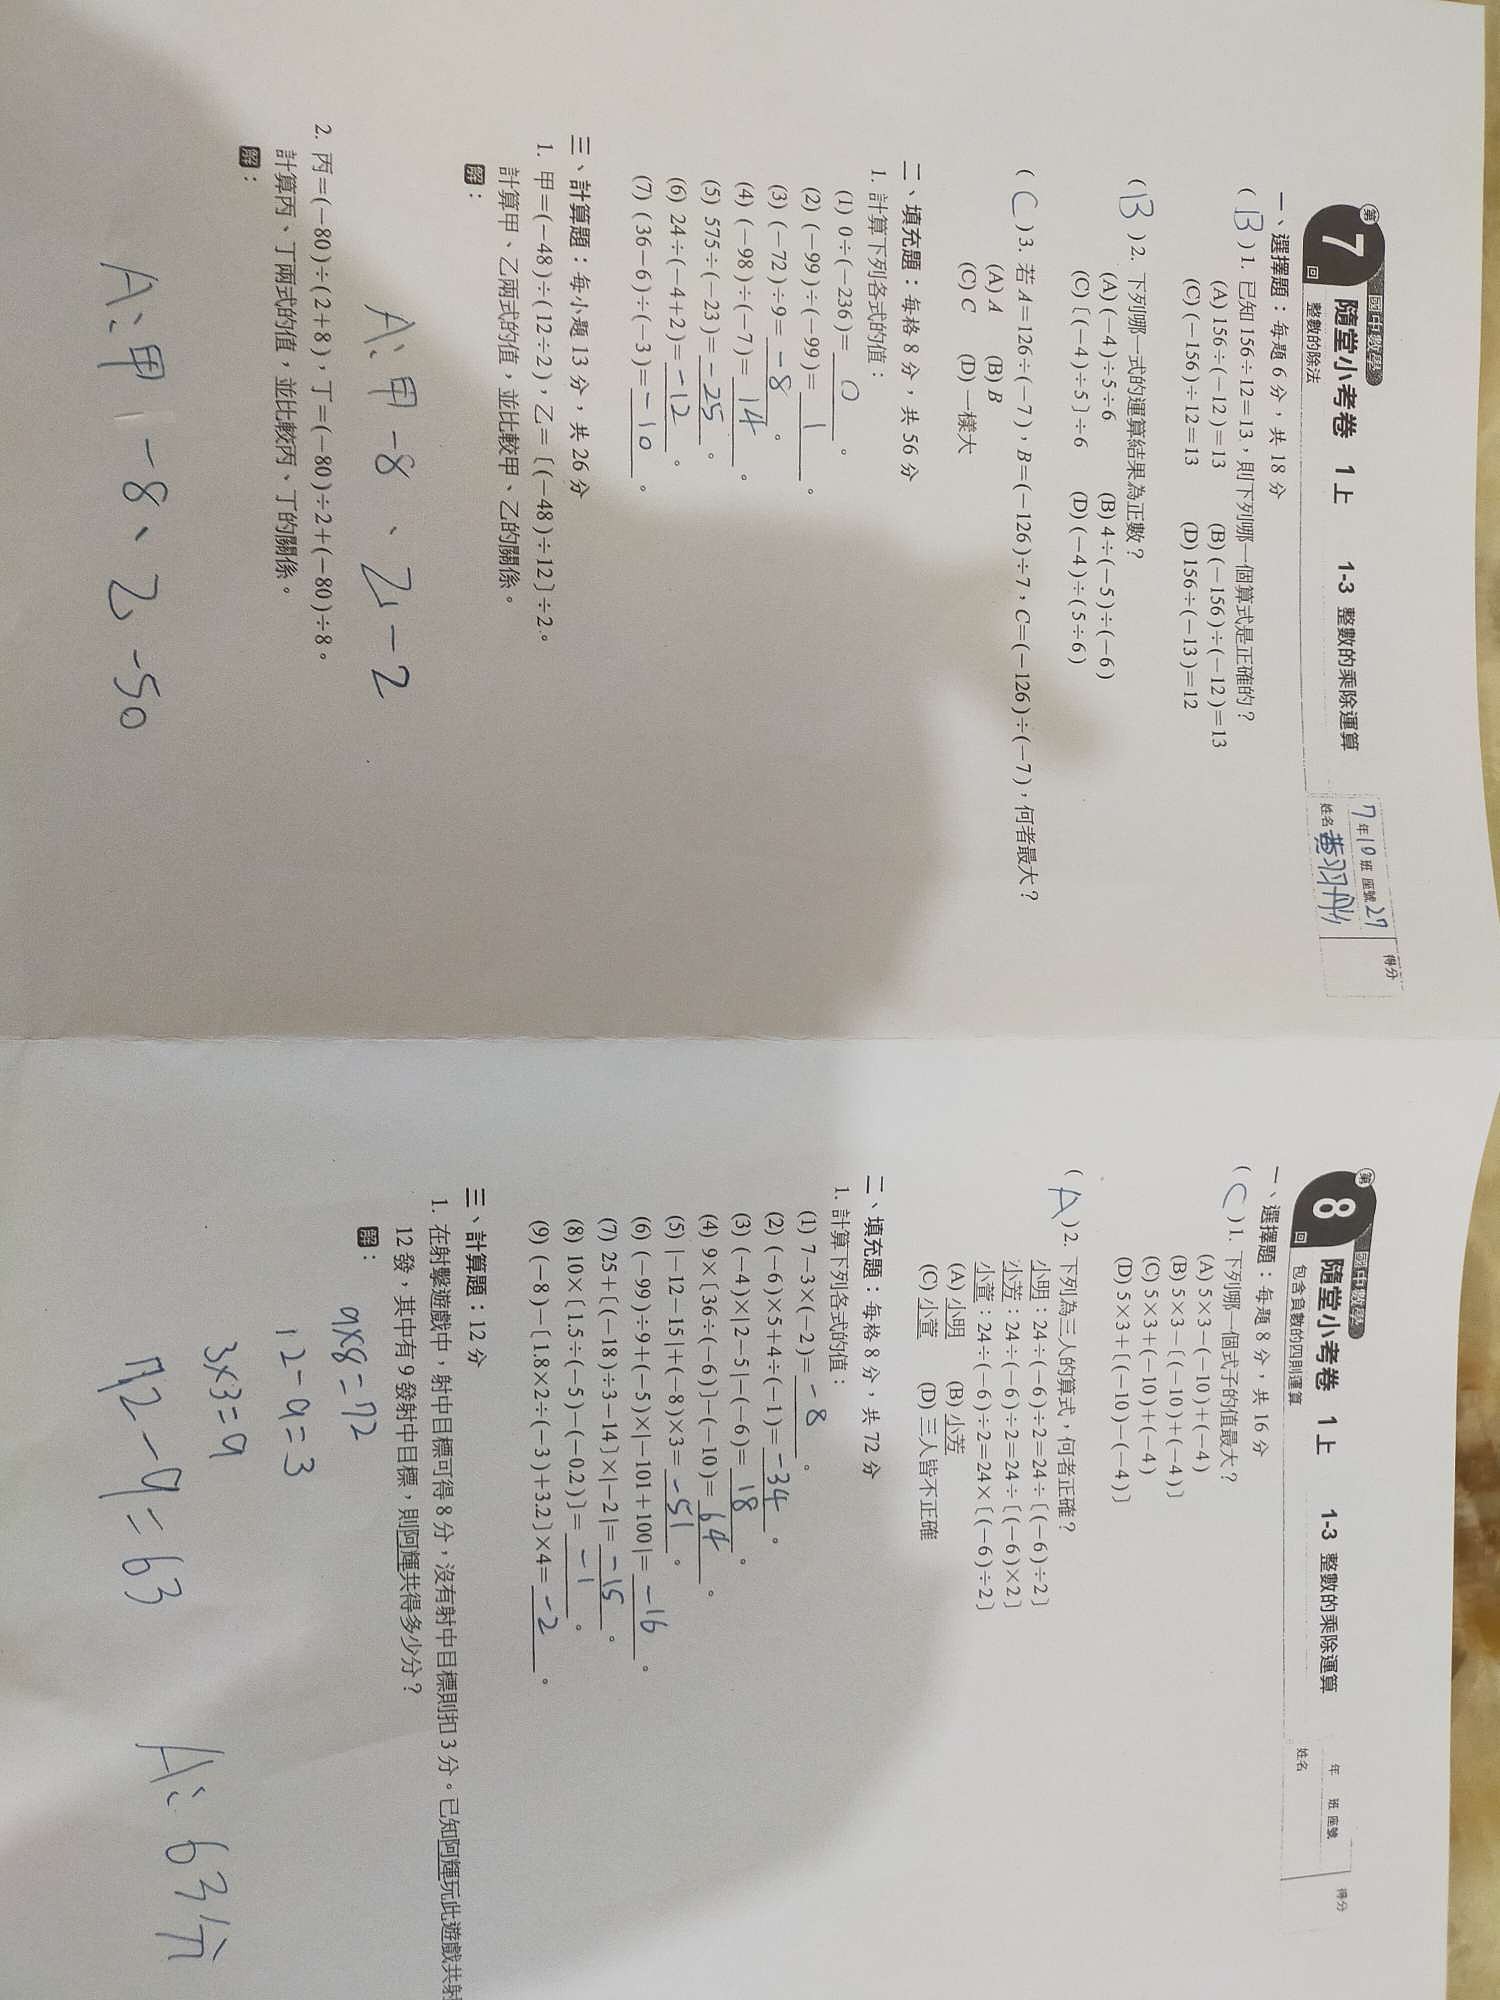 第7回 國中數學 隨堂小考卷 1上 1-3 整數的乘除運算
整數的除法
7年10班 座號27
姓名 得分
一、選擇題：每題6分，共18分
(B)1. 已知156÷12=13，則下列哪一個算式是正確的？
(A) 156÷(−12)=13 (B) (−156)÷(−12)=13
(C) (−156)÷12=13 (D) 156÷(−13)=12
(B)2. 下列哪一式的運算結果為正數？
(A) (−4)÷5÷6 (B) 4÷(−5)÷(−6)
(C) 〔(−4)÷5〕÷6 (D) (−4)÷(5÷6)
(C)3. 若A=126÷(−7)，B=(−126)÷7，C=(−126)÷(−7)，何者最大？
(A) A (B) B
(C) C (D) 一樣大
二、填充題：每格8分，共56分
1. 計算下列各式的值：
(1) 0÷(−236)= 0 。
(2) (−99)÷(−99)= 1 。
(3) (−72)÷9= −8 。
(4) (−98)÷(−7)= 14 。
(5) 575÷(−23)= −25 。
(6) 24÷(−4+2)= −12 。
(7) (36−6)÷(−3)= −10 。
三、計算題：每小題13分，共26分
1. 甲=(−48)÷(12÷2)，乙=〔(−48)÷12〕÷2。
計算甲、乙兩式的值，並比較甲、乙的關係。
解：
A：甲−8、乙−2
2. 丙=(−80)÷(2+8)，丁=(−80)÷2+(−80)÷8。
計算丙、丁兩式的值，並比較丙、丁的關係。
解：
A：甲−8、乙−50
第8回 國中數學 隨堂小考卷 1上 1-3 整數的乘除運算
包含負數的四則運算
年 班 座號
姓名 得分
一、選擇題：每題8分，共16分
(C)1. 下列哪一個式子的值最大？
(A) 5×3−(−10)+(−4)
(B) 5×3−〔(−10)+(−4)〕
(C) 5×3+(−10)+(−4)
(D) 5×3+〔(−10)−(−4)〕
(A)2. 下列為三人的算式，何者正確？
小明：24÷(−6)÷2=24÷〔(−6)÷2〕
小芳：24÷(−6)÷2=24÷〔(−6)×2〕
小萱：24÷(−6)÷2=24×〔(−6)÷2〕
(A) 小明 (B) 小芳
(C) 小萱 (D) 三人皆不正確
二、填充題：每格8分，共72分
1. 計算下列各式的值：
(1) 7−3×(−2)= −8 。
(2) (−6)×5+4÷(−1)= −34 。
(3) (−4)×|2−5|−(−6)= 18 。
(4) 9×〔36÷(−6)〕−(−10)= 64 。
(5) |−12−15|+(−8)×3= −51 。
(6) (−99)÷9+(−5)×|−101+100|= −16 。
(7) 25+〔(−18)÷3−14〕×|−2|= −15 。
(8) 10×〔1.5÷(−5)−(−0.2)〕= −1 。
(9) (−8)−〔1.8×2÷(−3)+3.2〕×4= −2 。
三、計算題：12分
1. 在射擊遊戲中，射中目標可得8分，沒有射中目標則扣3分。已知阿輝玩此遊戲共射
12發，其中有9發射中目標，則阿輝共得多少分？
解：
9×8=72
12−9=3
3×3=9
72−9=63
A：63分